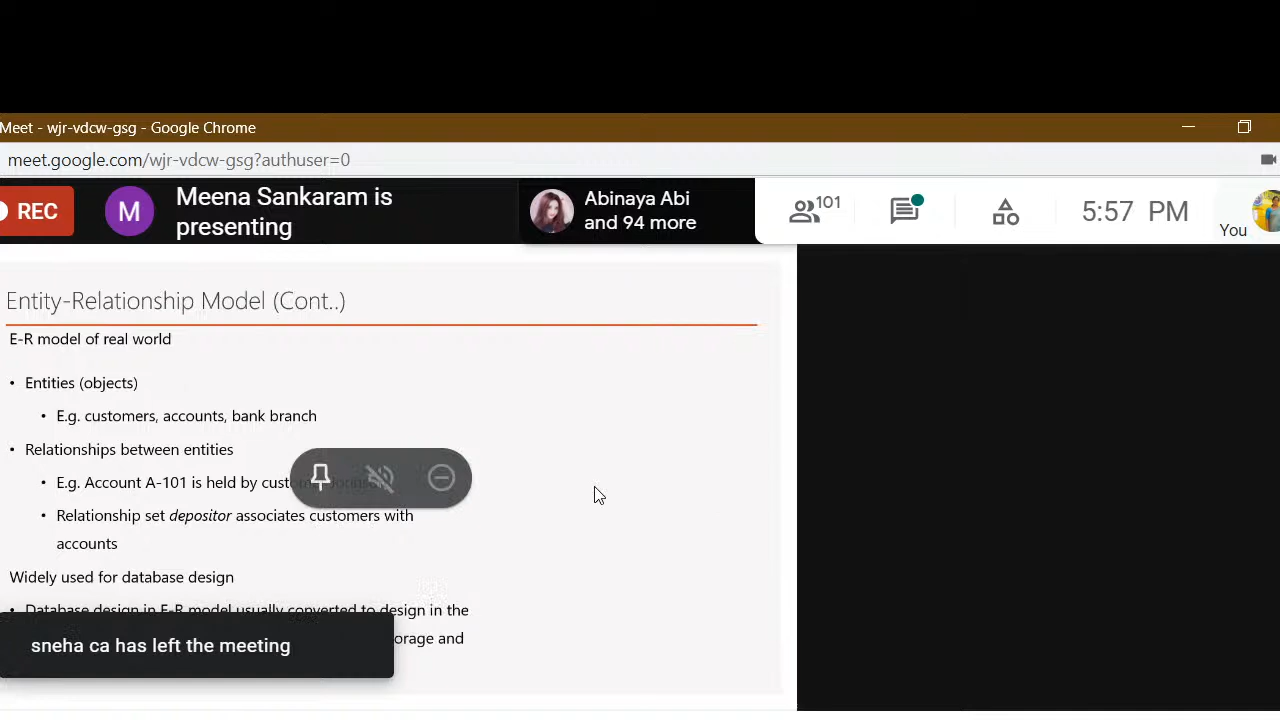 Meet - wjr-vdcw-gsg - Google Chrome
meet.google.com/wjr-vdcw-gsg?authuser=0
REC
M
Meena Sankaram is
presenting
Abinaya Abi
and 94 more
101
5:57 PM
You
Entity-Relationship Model (Cont..)
E-R model of real world
• Entities (objects)
• E.g. customers, accounts, bank branch
• Relationships between entities
• E.g. Account A-101 is held by
• Relationship set depositor associates customers with
accounts
Widely used for database design
• Database design in E-R model usually converted to design in the
and
sneha ca has left the meeting